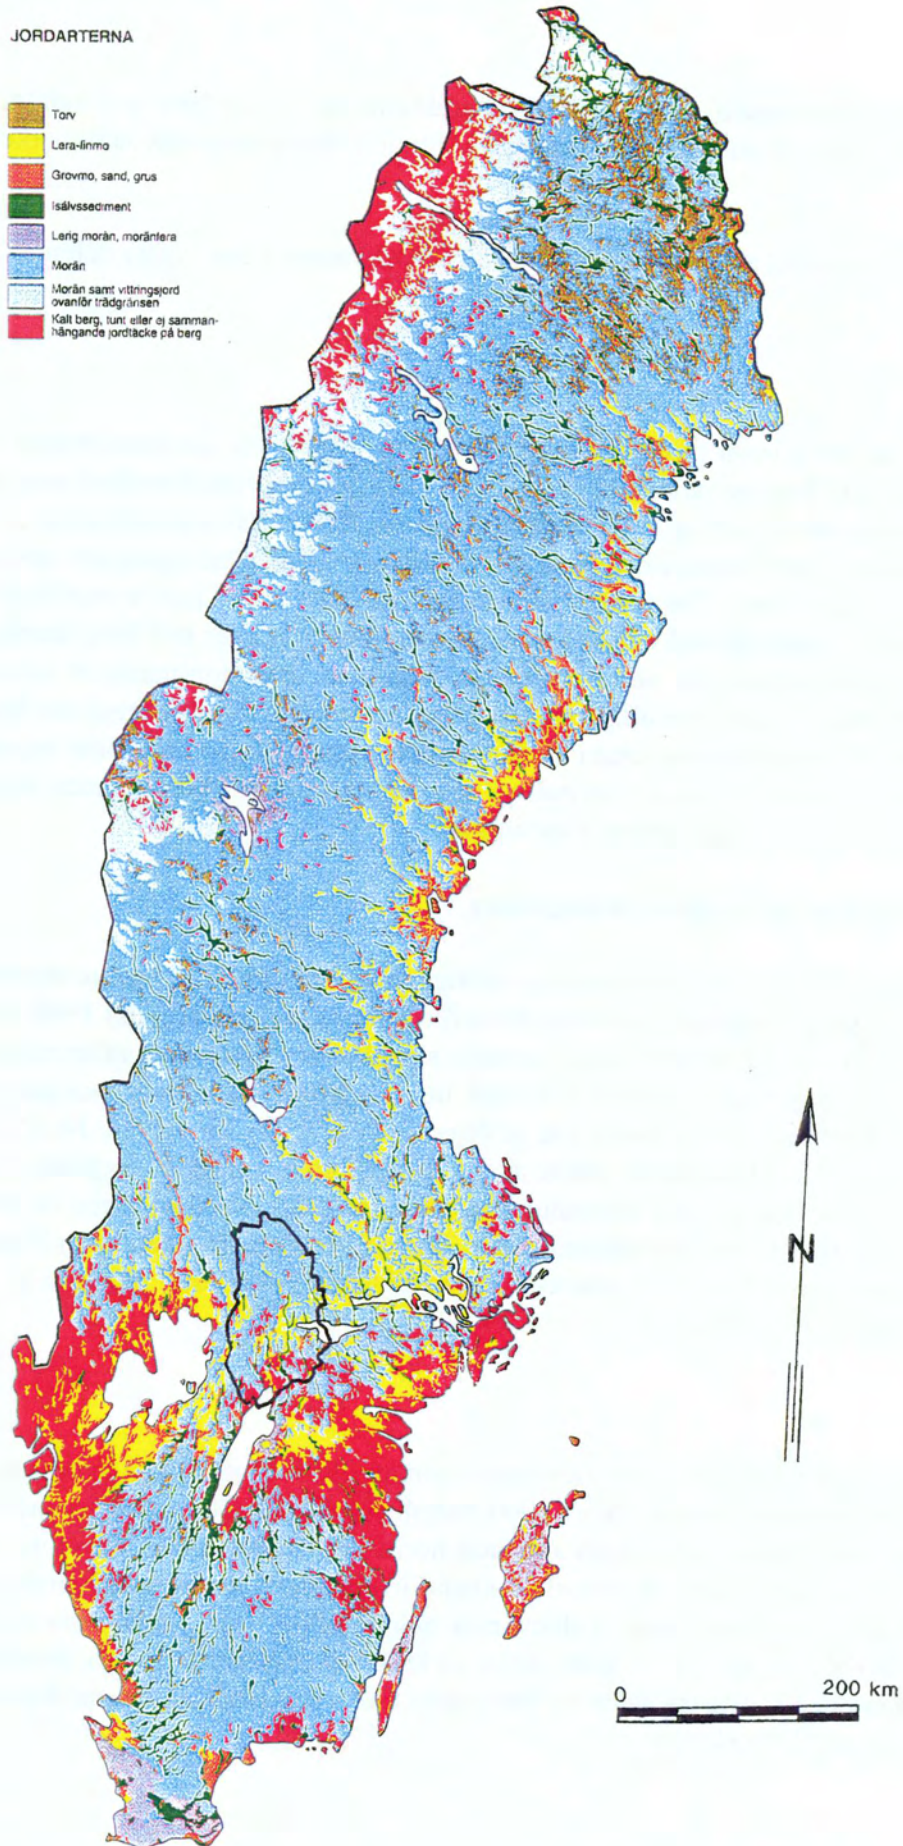 JORDARTERNA
Torv
Lera-finmo
Grovmo, sand, grus
Isälvssediment
Lerig morän, moränlera
Morän
Morän samt vittringsjord
ovanför trädgränsen
Kalt berg, tunt eller ej samman-
hängande jordtäcke på berg
N
0 200 km